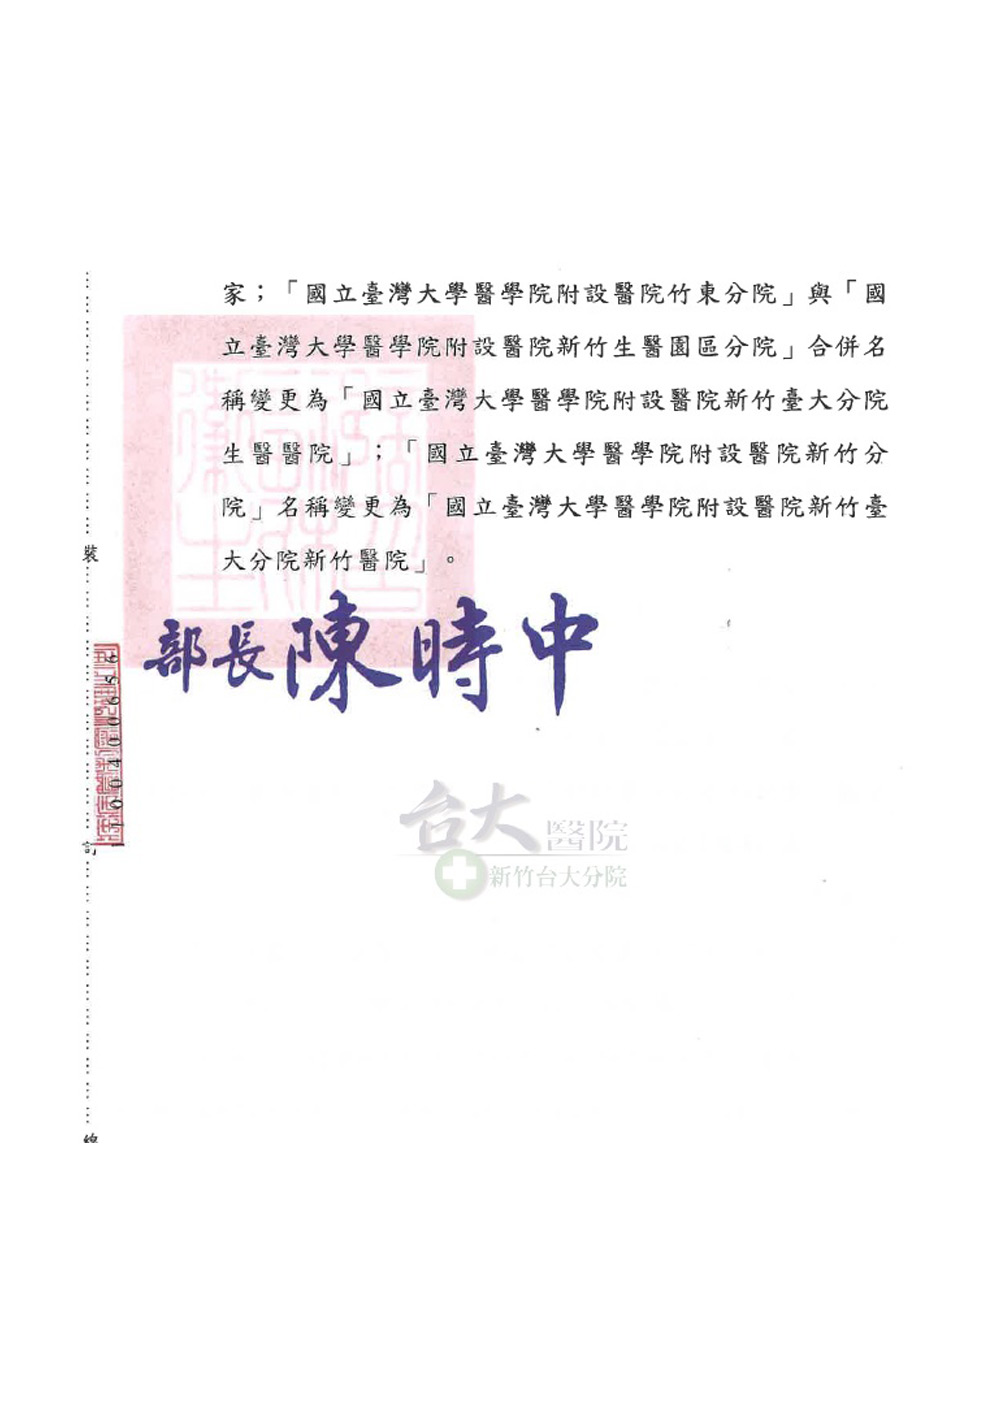 家；「國立臺灣大學醫學院附設醫院竹東分院」與「國
立臺灣大學醫學院附設醫院新竹生醫園區分院」合併名
稱變更為「國立臺灣大學醫學院附設醫院新竹臺大分院
生醫醫院」；「國立臺灣大學醫學院附設醫院新竹分
院」名稱變更為「國立臺灣大學醫學院附設醫院新竹臺
大分院新竹醫院」。
部長陳時中
裝
訂
線
1100400656
台大醫院
新竹台大分院